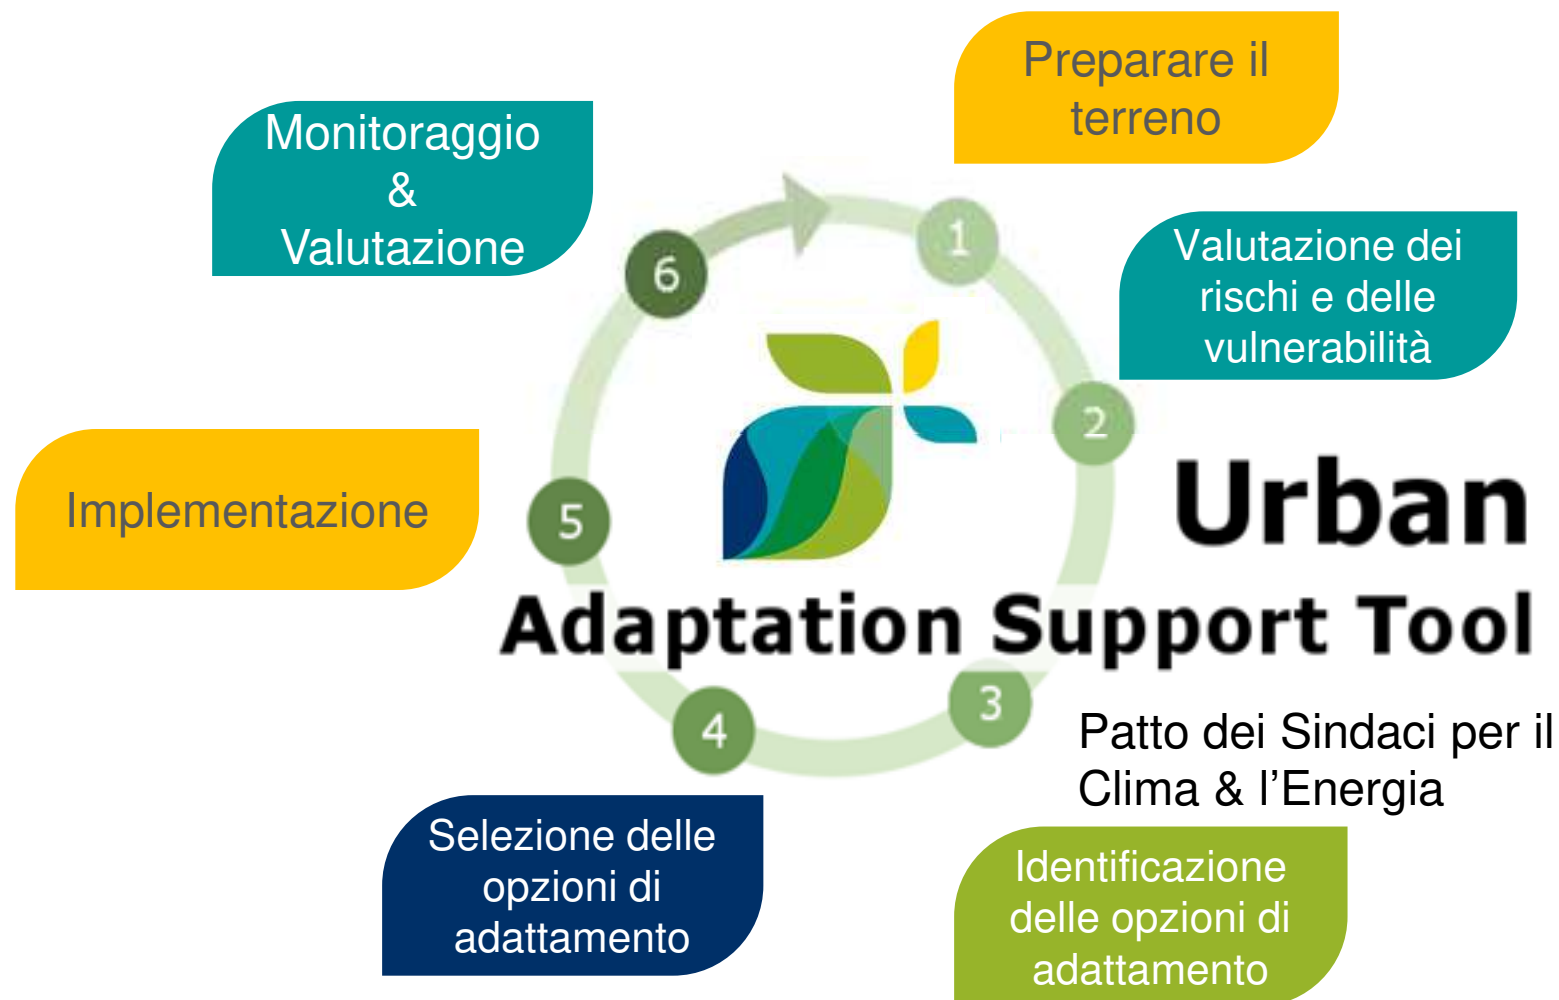 Preparare il
terreno
1
Valutazione dei
rischi e delle
vulnerabilità
2
Urban
Adaptation Support Tool
Patto dei Sindaci per il
Clima & l’Energia
3
Identificazione
delle opzioni di
adattamento
4
Selezione delle
opzioni di
adattamento
5
Implementazione
6
Monitoraggio
&
Valutazione